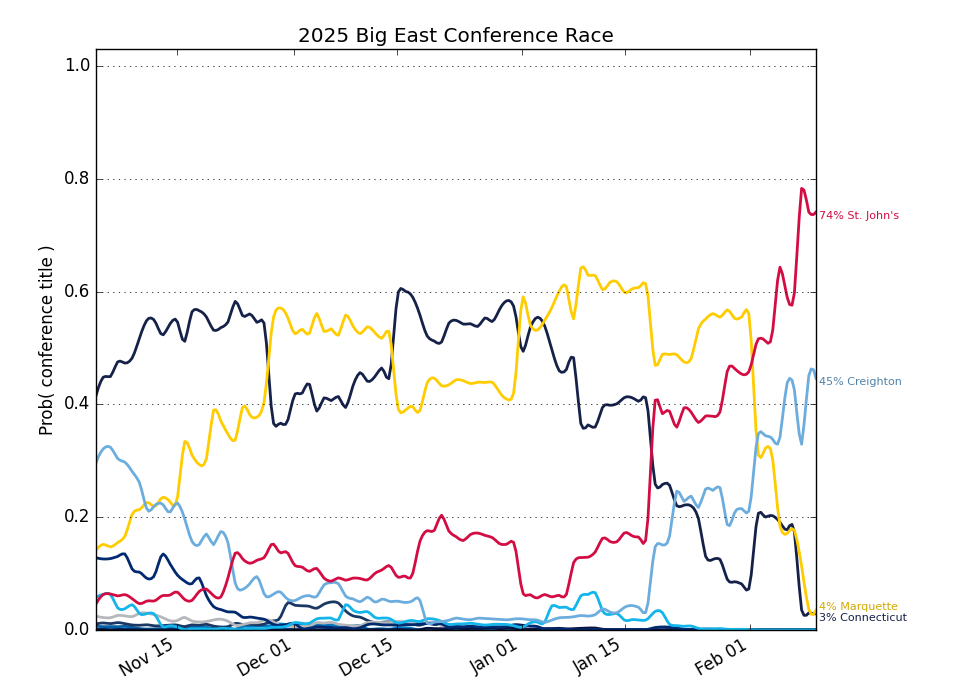 2025 Big East Conference Race
Prob( conference title )
1.0
0.8
0.6
0.4
0.2
0.0
74% St. John's
45% Creighton
4% Marquette
3% Connecticut
Nov 15
Dec 01
Dec 15
Jan 01
Jan 15
Feb 01